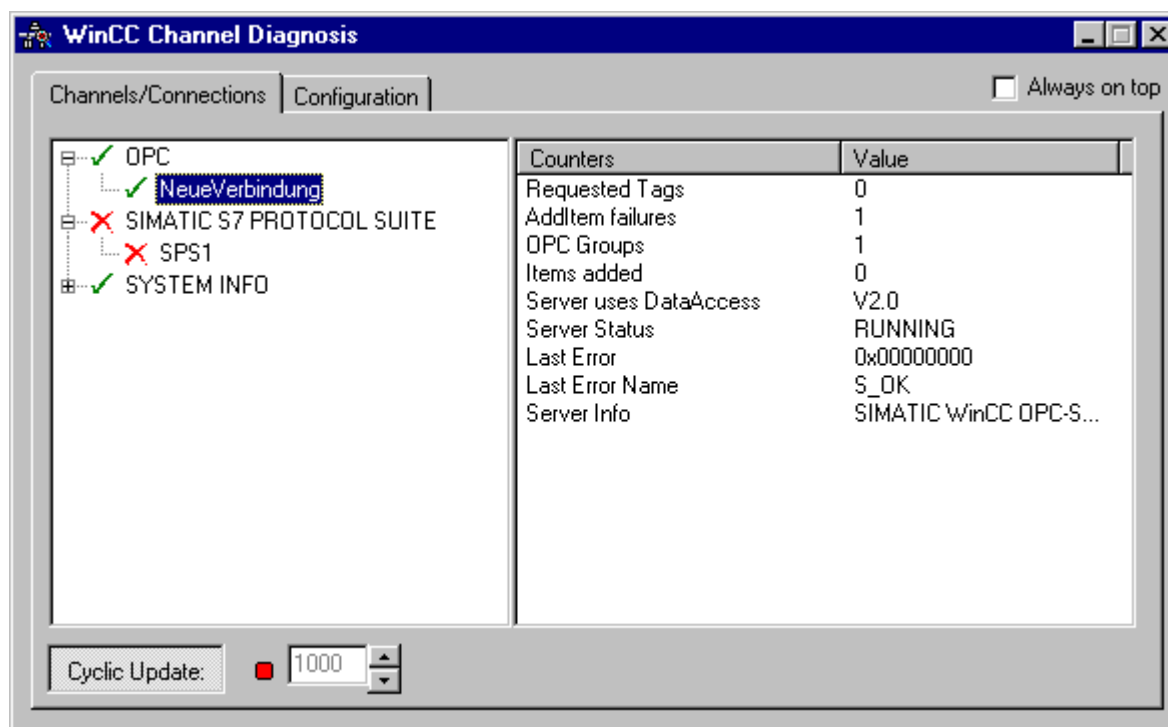 WinCC Channel Diagnosis
Channels/Connections Configuration Always on top
OPC
NeueVerbindung
SIMATIC S7 PROTOCOL SUITE
SPS1
SYSTEM INFO
Counters Value
Requested Tags 0
AddItem failures 1
OPC Groups 1
Items added 0
Server uses DataAccess V2.0
Server Status RUNNING
Last Error 0x00000000
Last Error Name S_OK
Server Info SIMATIC WinCC OPC-S...
Cyclic Update: 1000